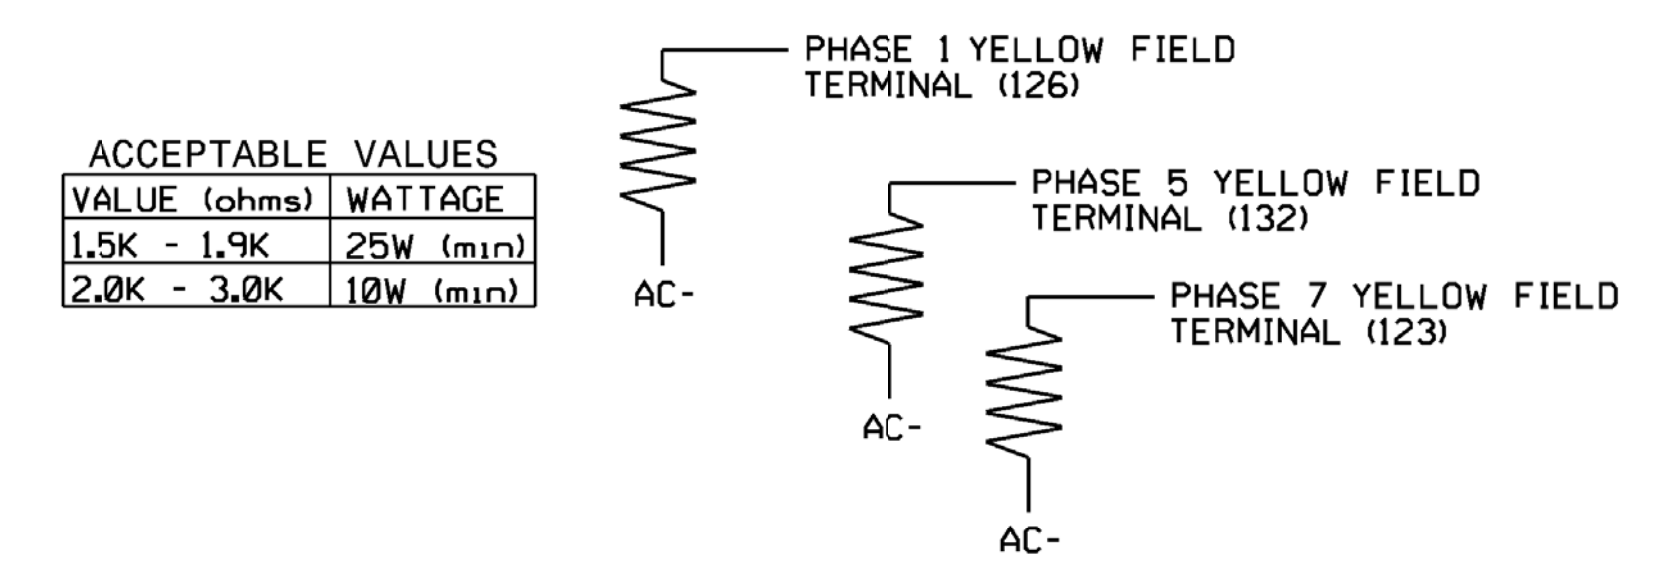 PHASE 1 YELLOW FIELD
TERMINAL (126)
ACCEPTABLE VALUES
VALUE (ohms) WATTAGE
1.5K - 1.9K 25W (min)
2.0K - 3.0K 10W (min)
AC-
PHASE 5 YELLOW FIELD
TERMINAL (132)
AC-
PHASE 7 YELLOW FIELD
TERMINAL (123)
AC-